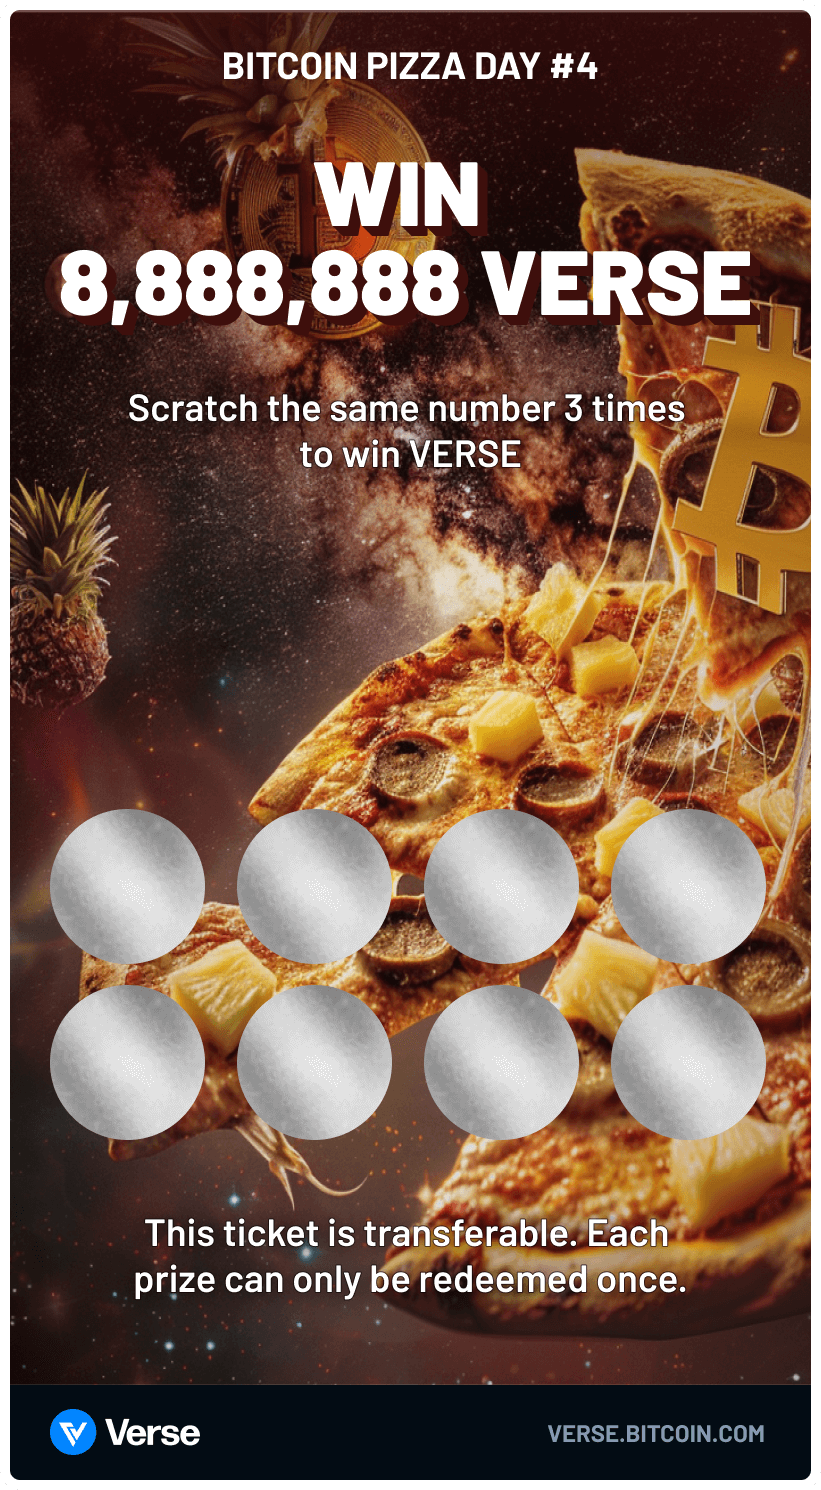 BITCOIN PIZZA DAY #4
WIN
8,888,888 VERSE
Scratch the same number 3 times
to win VERSE
This ticket is transferable. Each
prize can only be redeemed once.
Verse
VERSE.BITCOIN.COM